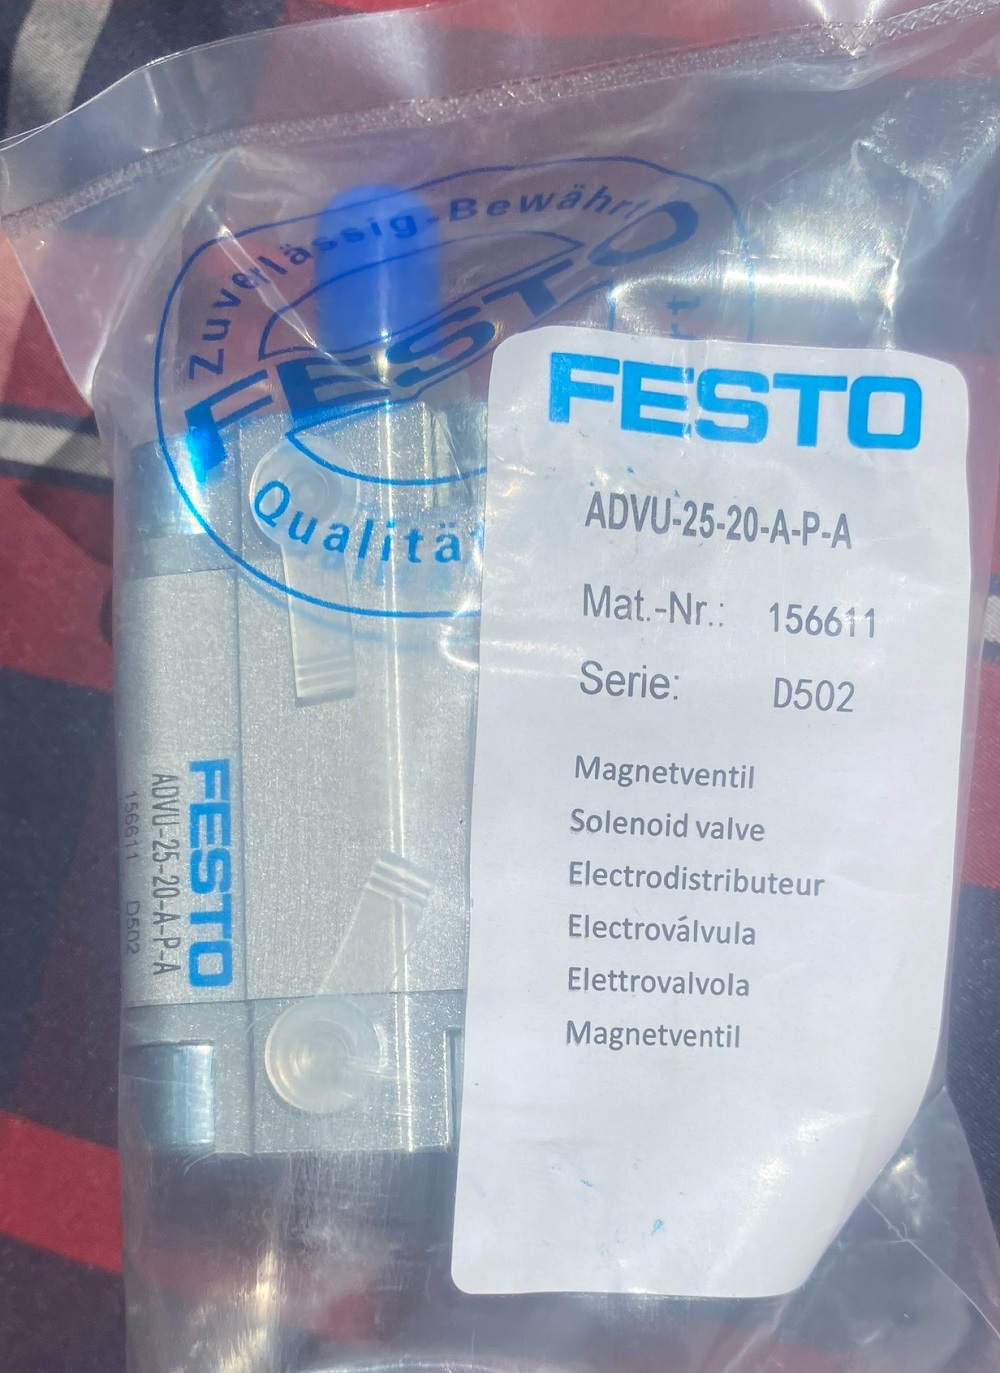 Zuverlässig-Bewährt
FESTO
Qualitä
FESTO
ADVU-25-20-A-P-A
Mat.-Nr.: 156611
Serie: D502
Magnetventil
Solenoid valve
Electrodistributeur
Electroválvula
Elettrovalvola
Magnetventil
FESTO
ADVU-25-20-A-P-A
156611 D502